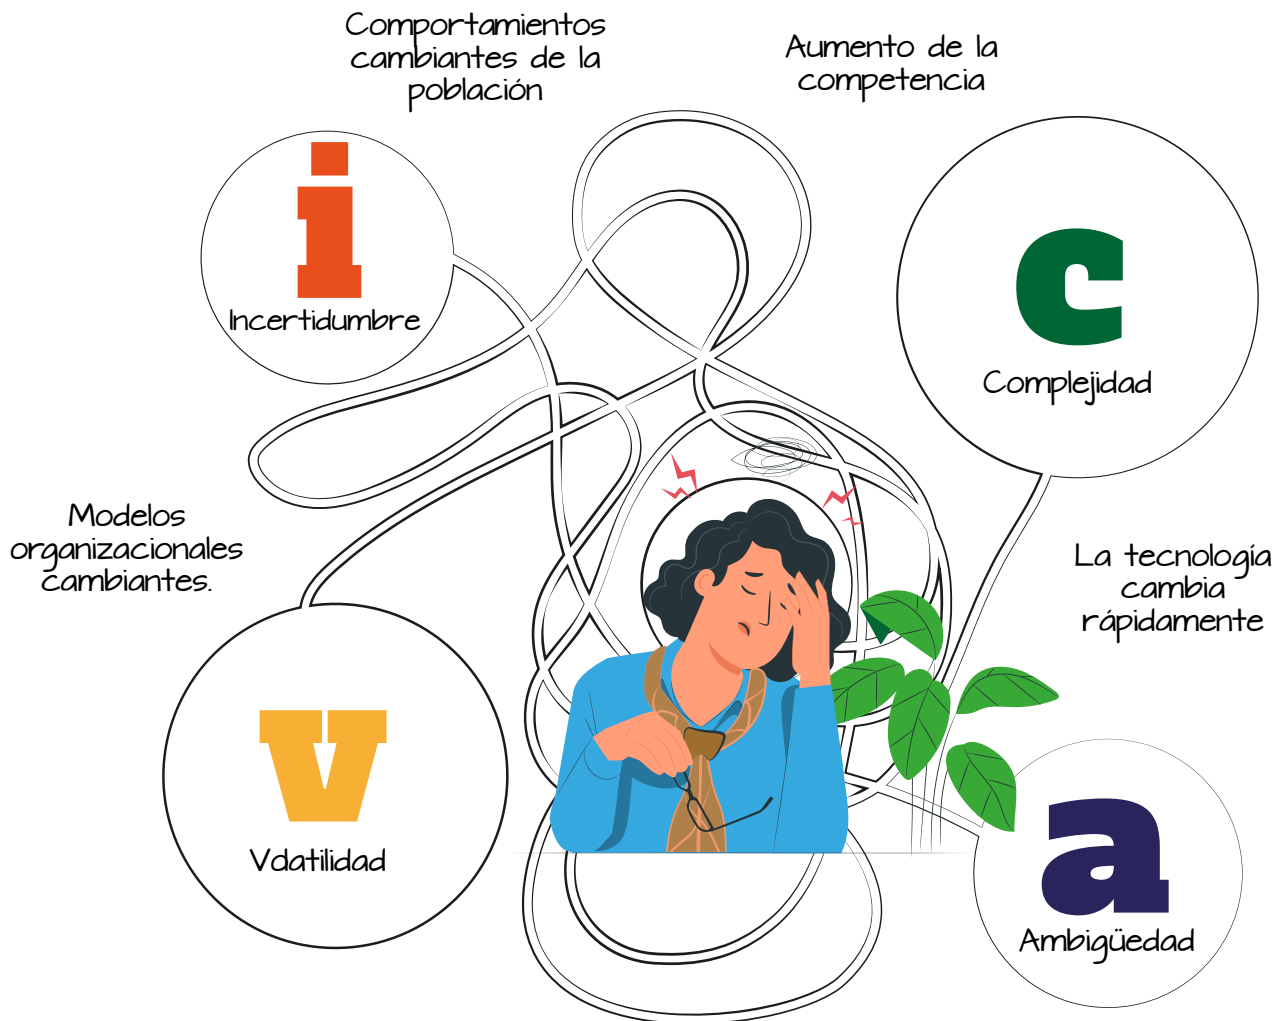 Comportamientos
cambiantes de la
población
Aumento de la
competencia
i
Incertidumbre
c
Complejidad
Modelos
organizacionales
cambiantes.
La tecnología
cambia
rápidamente
v
Volatilidad
a
Ambigüedad